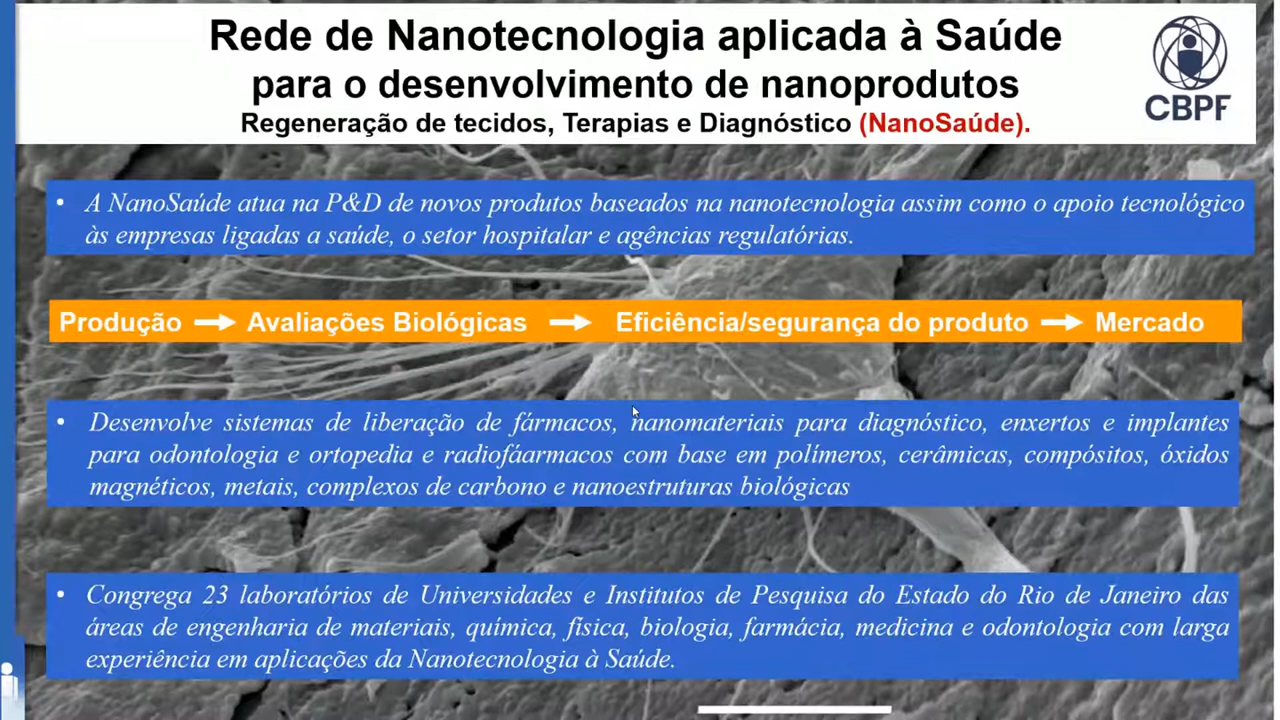 Rede de Nanotecnologia aplicada à Saúde
para o desenvolvimento de nanoprodutos
Regeneração de tecidos, Terapias e Diagnóstico (NanoSaúde).
CBPF
• A NanoSaúde atua na P&D de novos produtos baseados na nanotecnologia assim como o apoio tecnológico
às empresas ligadas a saúde, o setor hospitalar e agências regulatórias.
Produção → Avaliações Biológicas → Eficiência/segurança do produto → Mercado
• Desenvolve sistemas de liberação de fármacos, nanomateriais para diagnóstico, enxertos e implantes
para odontologia e ortopedia e radiofáarmacos com base em polímeros, cerâmicas, compósitos, óxidos
magnéticos, metais, complexos de carbono e nanoestruturas biológicas
• Congrega 23 laboratórios de Universidades e Institutos de Pesquisa do Estado do Rio de Janeiro das
áreas de engenharia de materiais, química, física, biologia, farmácia, medicina e odontologia com larga
experiência em aplicações da Nanotecnologia à Saúde.